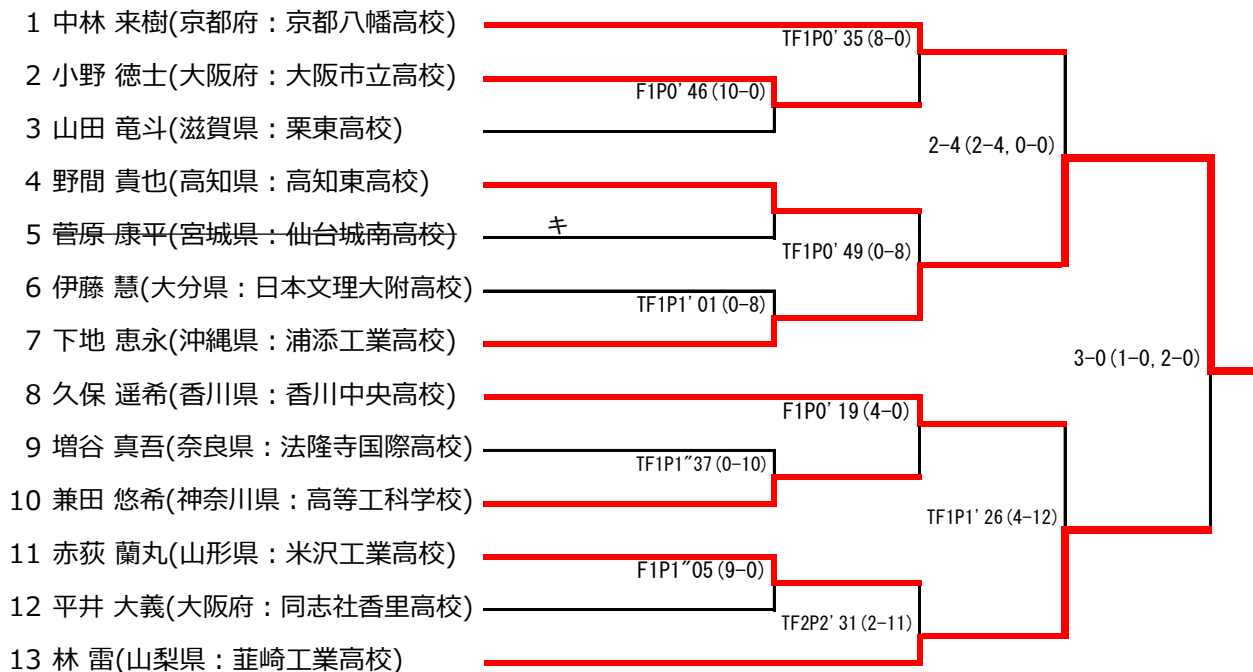 1 中林 来樹(京都府：京都八幡高校)
TF1P0'35(8-0)
2 小野 徳士(大阪府：大阪市立高校)
F1P0'46(10-0)
3 山田 竜斗(滋賀県：栗東高校)
2-4(2-4,0-0)
4 野間 貴也(高知県：高知東高校)
5 菅原 康平(宮城県：仙台城南高校)
キ
TF1P0'49(0-8)
6 伊藤 慧(大分県：日本文理大附高校)
TF1P1'01(0-8)
7 下地 恵永(沖縄県：浦添工業高校)
3-0(1-0,2-0)
8 久保 遥希(香川県：香川中央高校)
F1P0'19(4-0)
9 増谷 真吾(奈良県：法隆寺国際高校)
TF1P1"37(0-10)
10 兼田 悠希(神奈川県：高等工科学校)
TF1P1'26(4-12)
11 赤荻 蘭丸(山形県：米沢工業高校)
F1P1"05(9-0)
12 平井 大義(大阪府：同志社香里高校)
TF2P2'31(2-11)
13 林 雷(山梨県：韮崎工業高校)